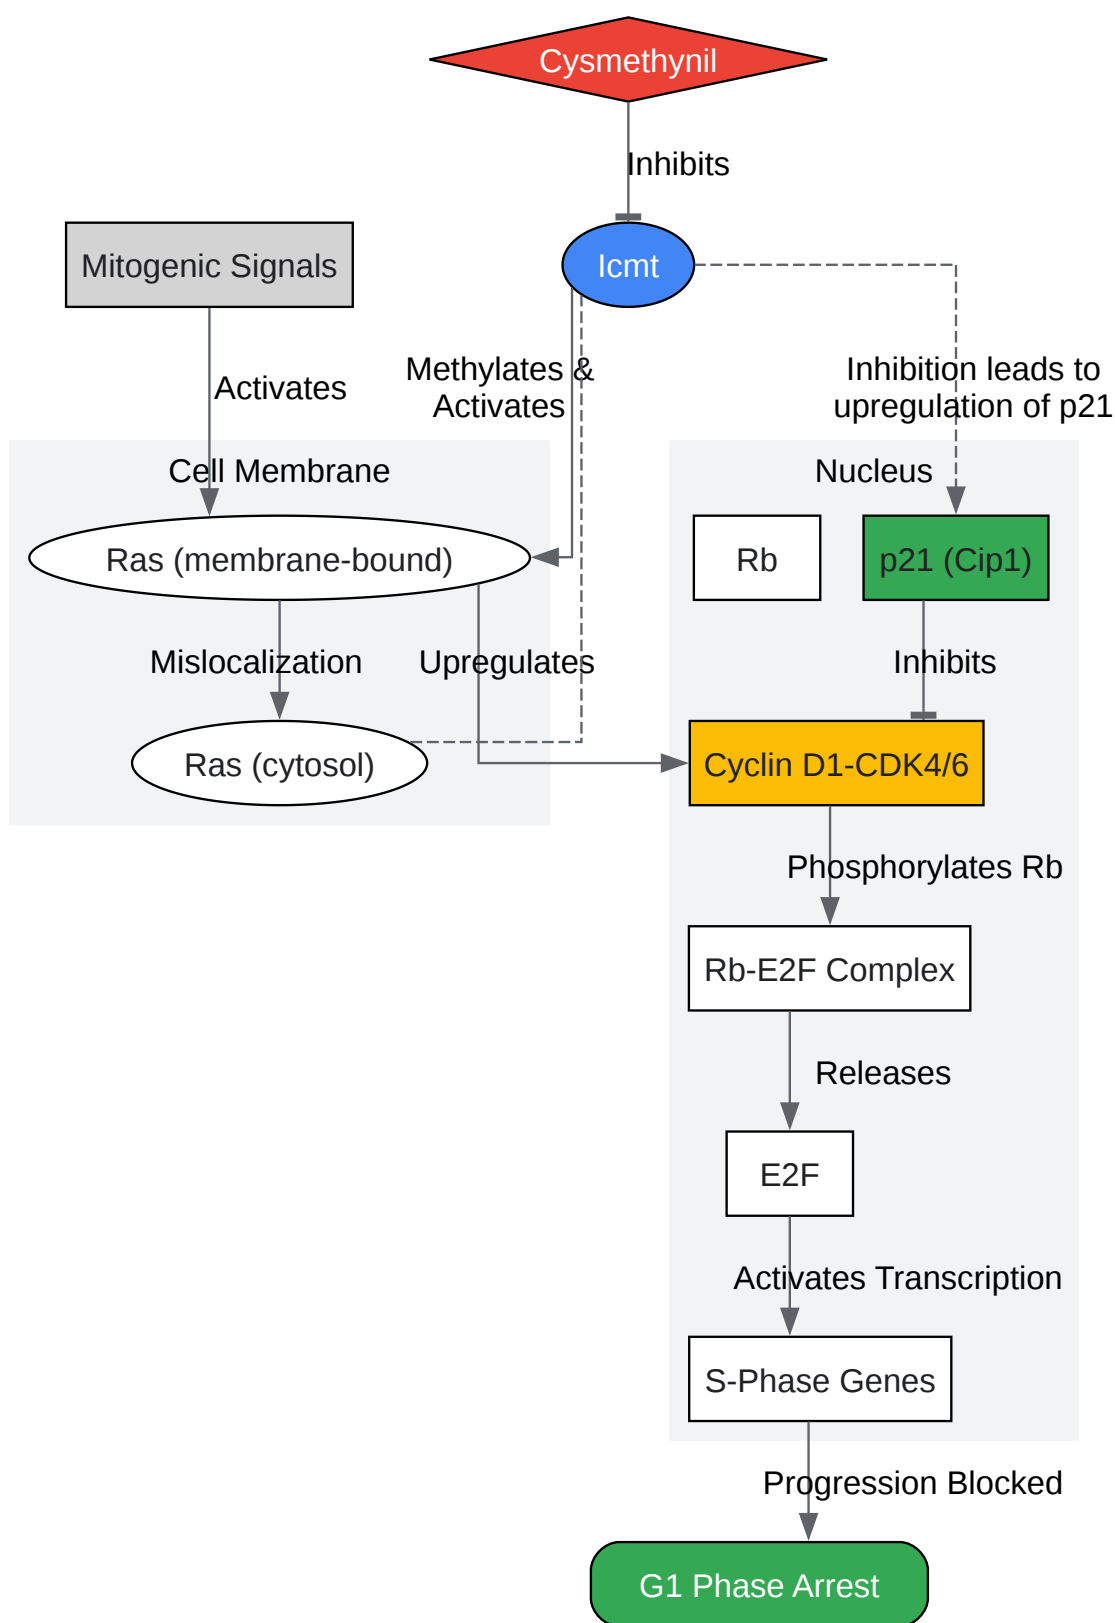 Cysmethynil
Inhibits
Mitogenic Signals
Icmt
Activates
Methylates &
Activates
Inhibition leads to
upregulation of p21
Cell Membrane
Nucleus
Ras (membrane-bound)
Rb
p21 (Cip1)
Mislocalization
Upregulates
Inhibits
Ras (cytosol)
Cyclin D1-CDK4/6
Phosphorylates Rb
Rb-E2F Complex
Releases
E2F
Activates Transcription
S-Phase Genes
Progression Blocked
G1 Phase Arrest